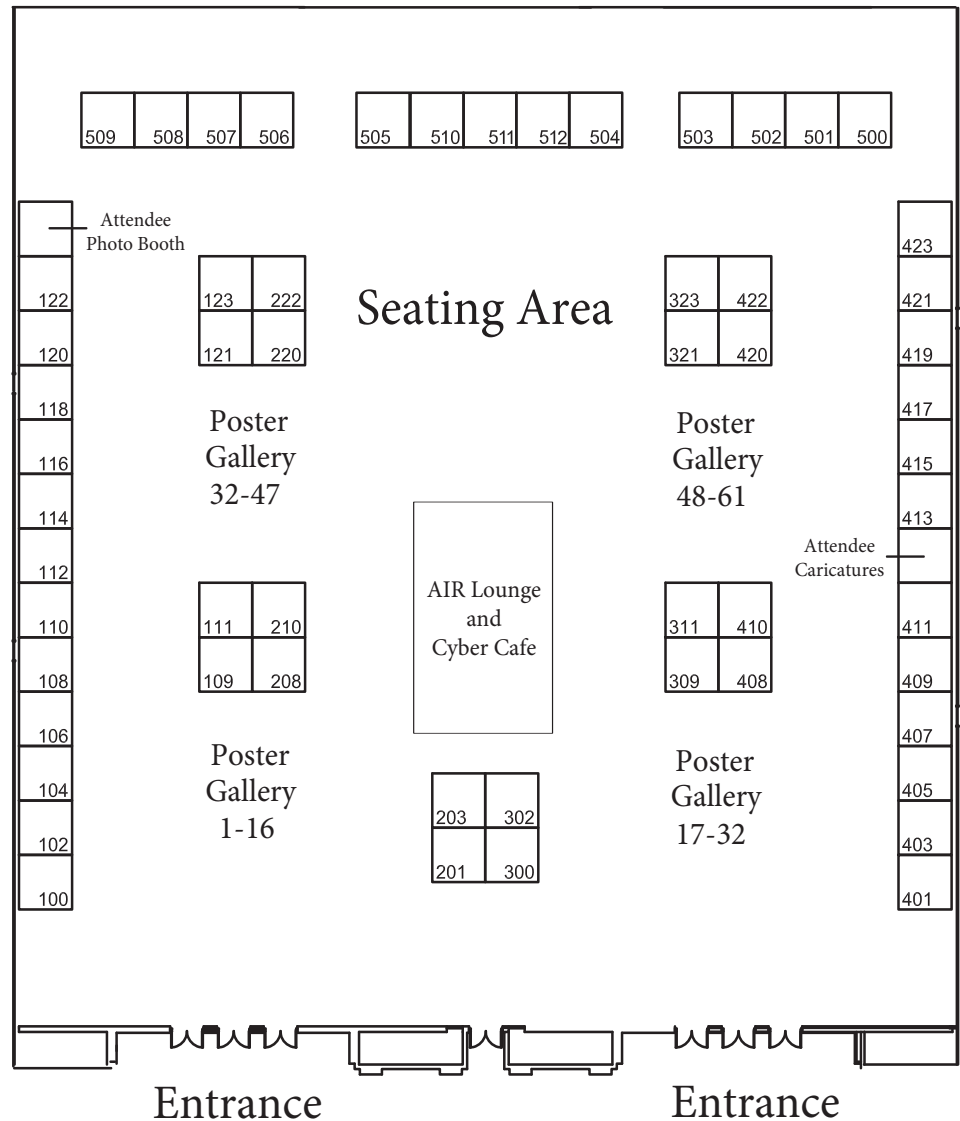 509 508 507 506 505 510 511 512 504 503 502 501 500
Attendee
Photo Booth
423
122 123 222 Seating Area 323 422 421
120 121 220 321 420 419
118 417
Poster
Gallery
32-47
Poster
Gallery
48-61
116 415
114 413
Attendee
Caricatures
112
AIR Lounge
and
Cyber Cafe
110 111 210 311 410 411
108 109 208 309 408 409
106 407
Poster
Gallery
1-16
Poster
Gallery
17-32
104 405
203 302
102 403
201 300
100 401
Entrance Entrance